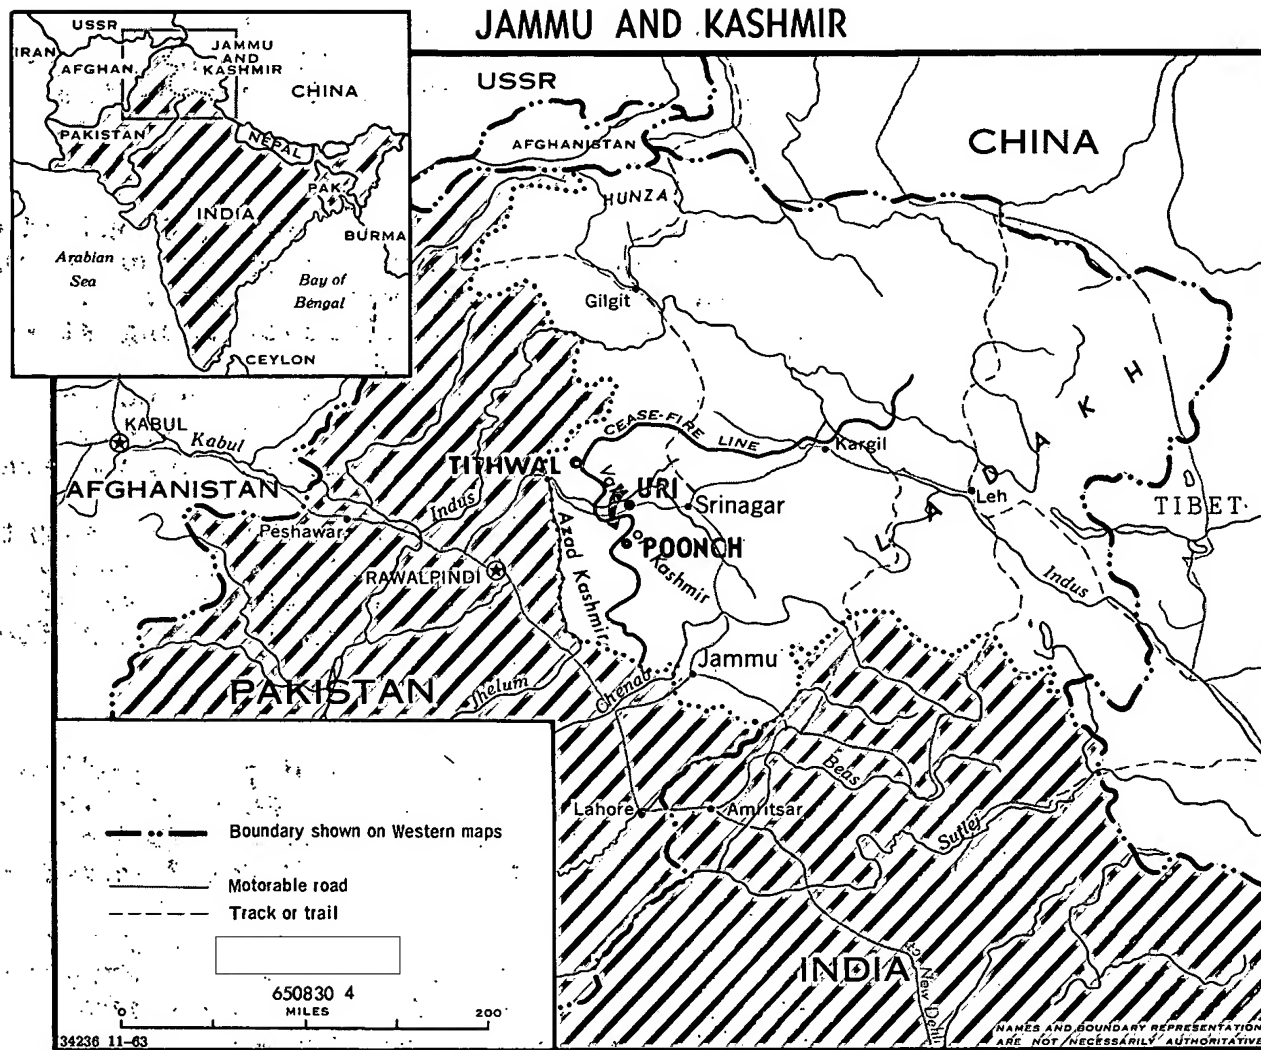 JAMMU AND KASHMIR
USSR
IRAN
AFGHAN.
JAMMU
AND
KASHMIR
CHINA
PAKISTAN
NEPAL
PAK.
INDIA
BURMA
Arabian
Sea
Bay of
Bengal
CEYLON
USSR
AFGHANISTAN
CHINA
HUNZA
Gilgit
LADAKH
KABUL
Kabul
CEASE-FIRE LINE
Kargil
TITHWAL
AFGHANISTAN
Indus
Vale of Kashmir
URI
Srinagar
Leh
TIBET
Peshawar
POONCH
Azad Kashmir
RAWALPINDI
Indus
Jammu
PAKISTAN
Jhelum
Chenab
Beas
Lahore
Amritsar
Sutlej
INDIA
to New Delhi
Boundary shown on Western maps
Motorable road
Track or trail
650830 4
MILES
0 200
34236 11-63
NAMES AND BOUNDARY REPRESENTATION
ARE NOT NECESSARILY AUTHORITATIVE